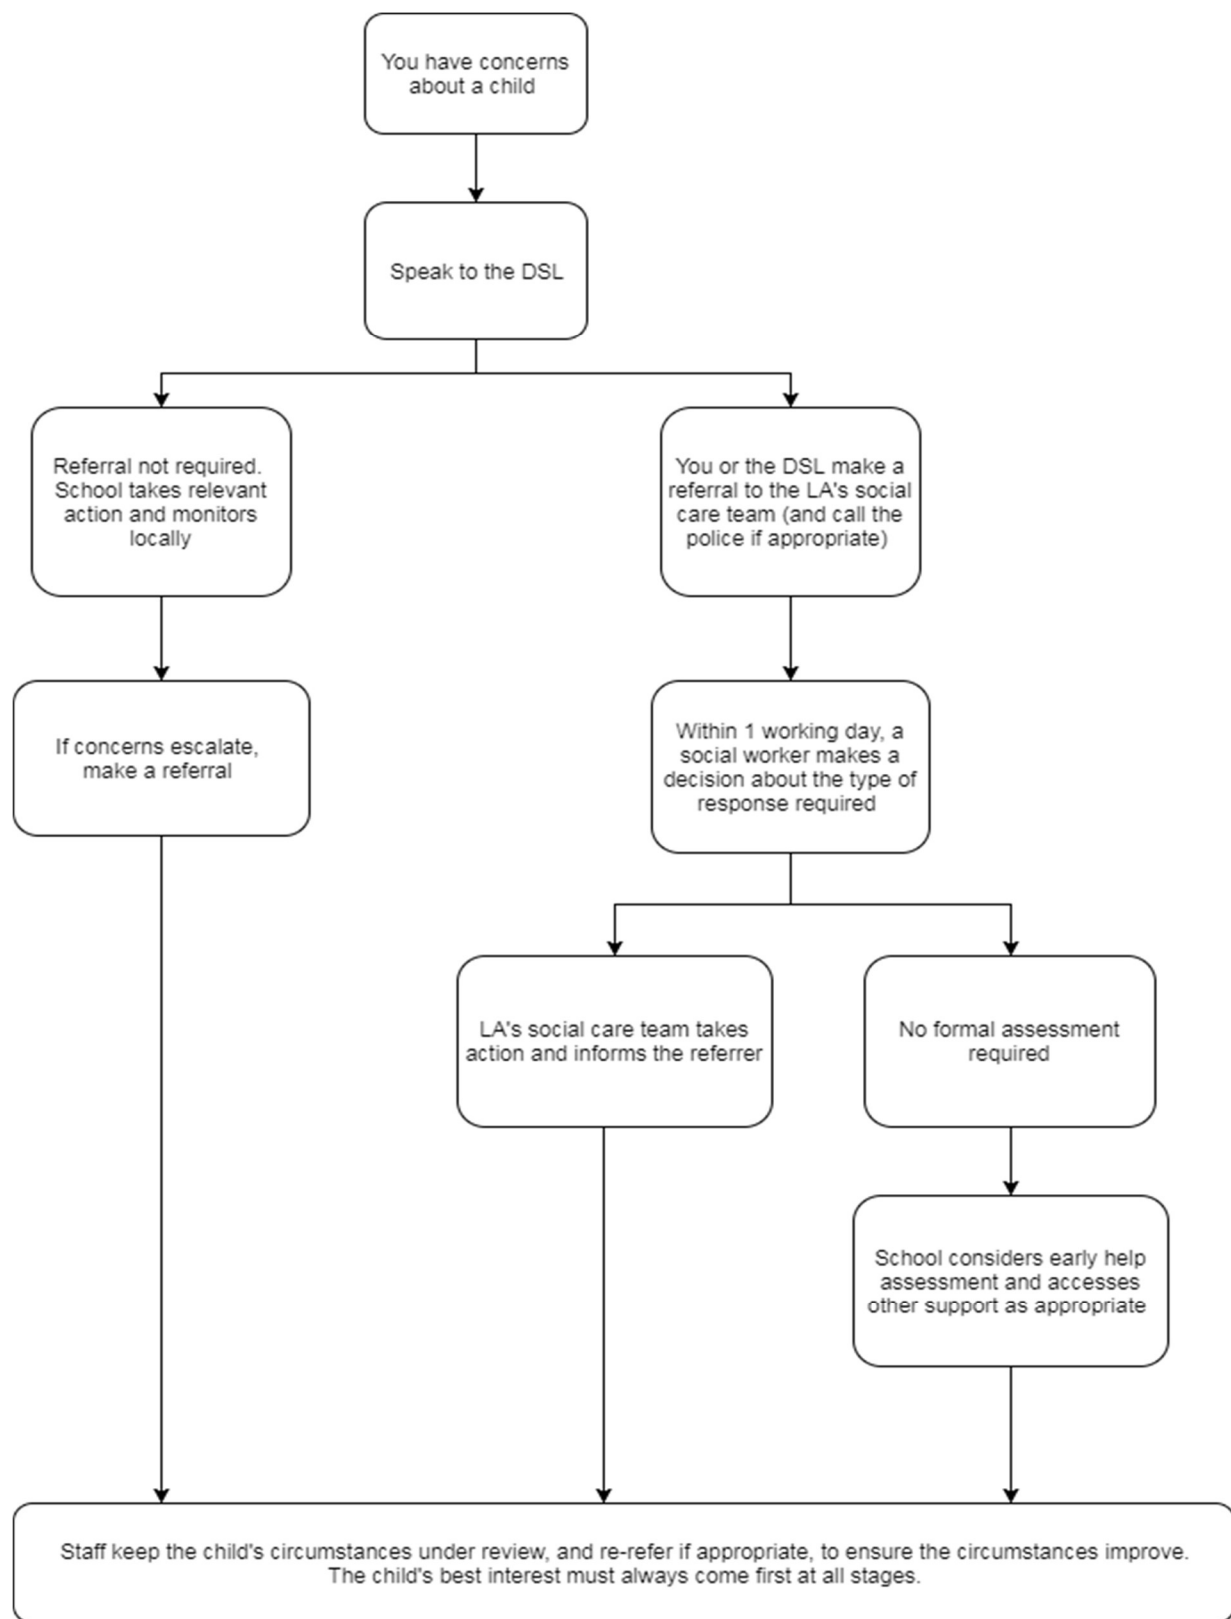 You have concerns
about a child
Speak to the DSL
Referral not required.
School takes relevant
action and monitors
locally
You or the DSL make a
referral to the LA's social
care team (and call the
police if appropriate)
If concerns escalate,
make a referral
Within 1 working day, a
social worker makes a
decision about the type of
response required
LA's social care team takes
action and informs the referrer
No formal assessment
required
School considers early help
assessment and accesses
other support as appropriate
Staff keep the child's circumstances under review, and re-refer if appropriate, to ensure the circumstances improve.
The child's best interest must always come first at all stages.